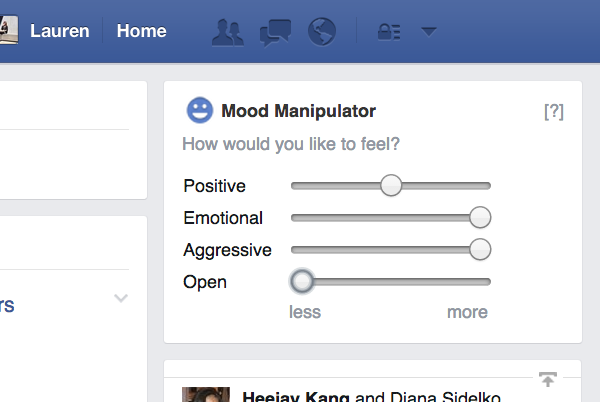 Lauren Home
Mood Manipulator [?]
How would you like to feel?
Positive
Emotional
Aggressive
Open
less more
rs
Heejay Kang and Diana Sidelko